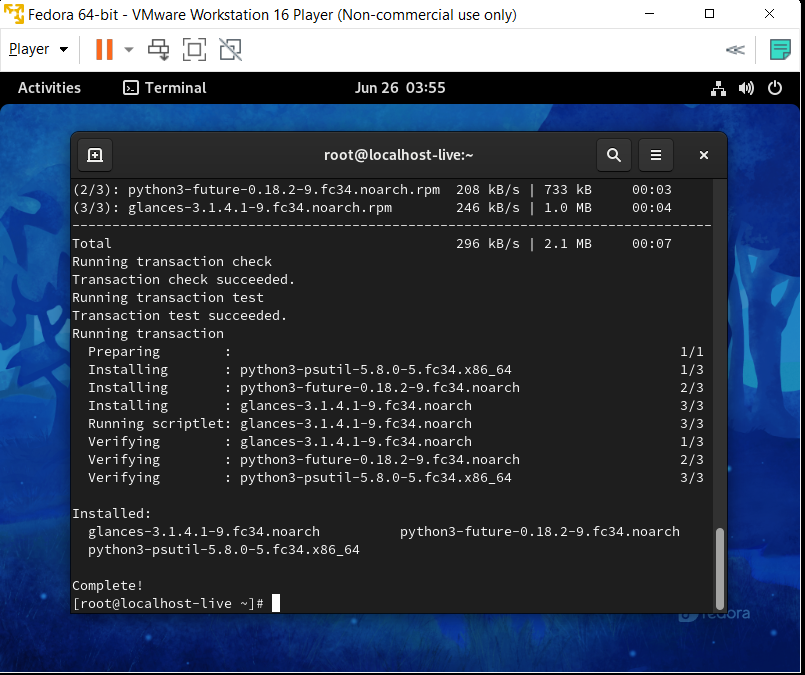 Fedora 64-bit - VMware Workstation 16 Player (Non-commercial use only)
Player
Activities Terminal Jun 26 03:55
root@localhost-live:~
(2/3): python3-future-0.18.2-9.fc34.noarch.rpm 208 kB/s | 733 kB 00:03
(3/3): glances-3.1.4.1-9.fc34.noarch.rpm 246 kB/s | 1.0 MB 00:04
--------------------------------------------------------------------------------
Total 296 kB/s | 2.1 MB 00:07
Running transaction check
Transaction check succeeded.
Running transaction test
Transaction test succeeded.
Running transaction
Preparing : 1/1
Installing : python3-psutil-5.8.0-5.fc34.x86_64 1/3
Installing : python3-future-0.18.2-9.fc34.noarch 2/3
Installing : glances-3.1.4.1-9.fc34.noarch 3/3
Running scriptlet: glances-3.1.4.1-9.fc34.noarch 3/3
Verifying : glances-3.1.4.1-9.fc34.noarch 1/3
Verifying : python3-future-0.18.2-9.fc34.noarch 2/3
Verifying : python3-psutil-5.8.0-5.fc34.x86_64 3/3
Installed:
glances-3.1.4.1-9.fc34.noarch python3-future-0.18.2-9.fc34.noarch
python3-psutil-5.8.0-5.fc34.x86_64
Complete!
[root@localhost-live ~]#
fedora